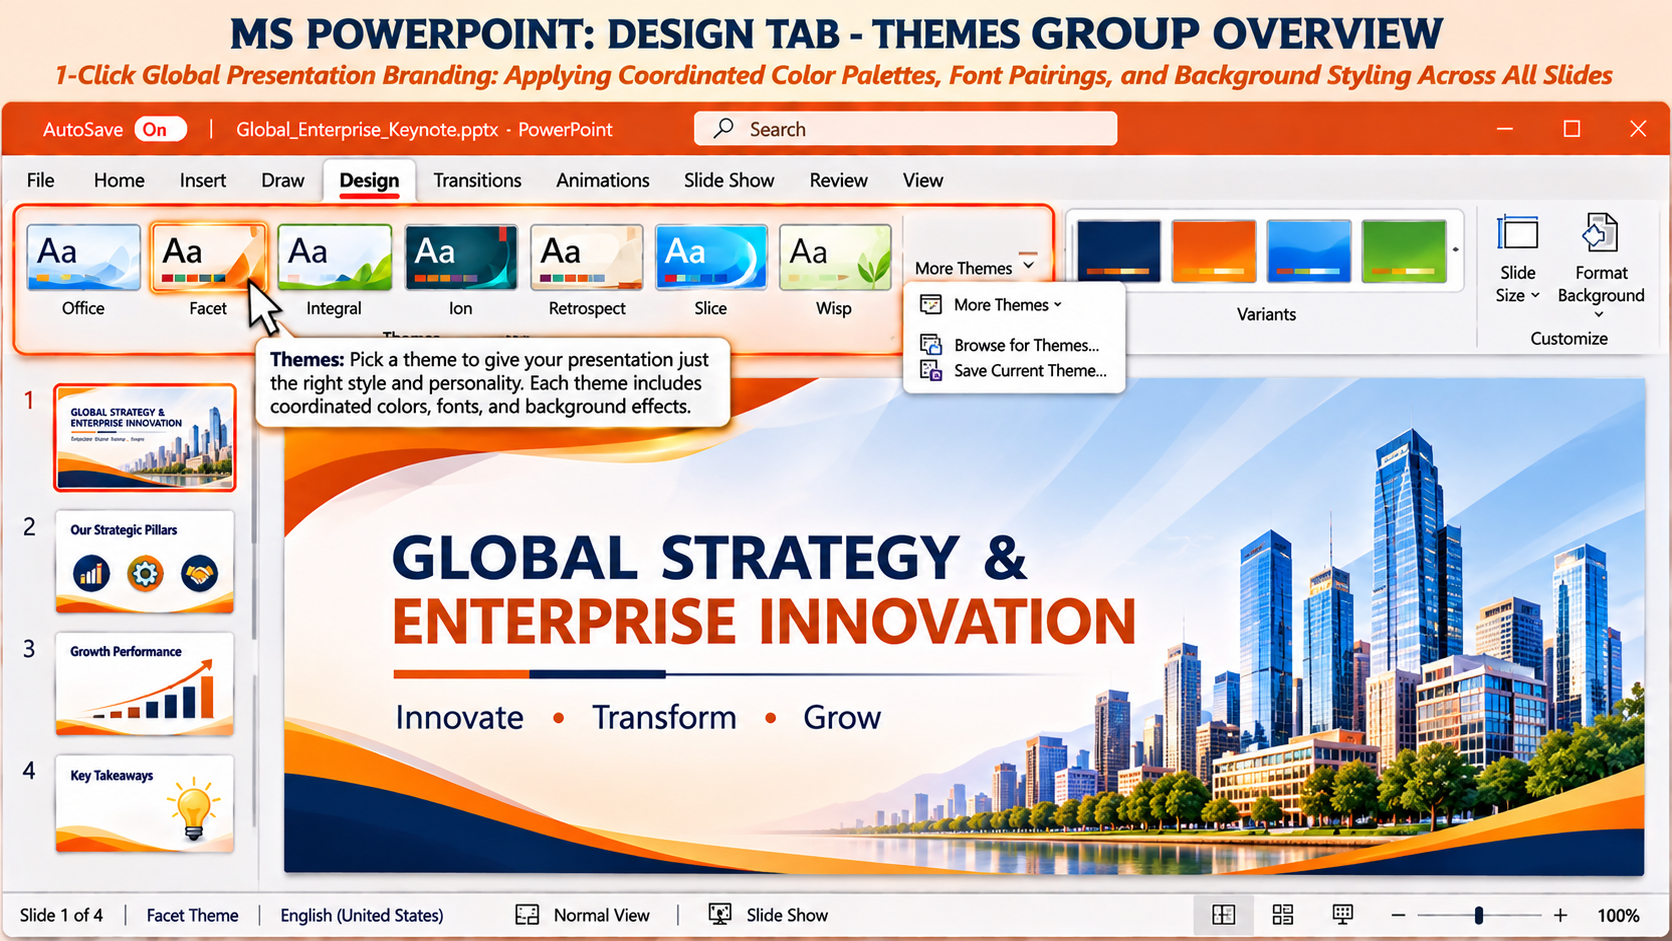 MS POWERPOINT: DESIGN TAB - THEMES GROUP OVERVIEW
1-Click Global Presentation Branding: Applying Coordinated Color Palettes, Font Pairings, and Background Styling Across All Slides
AutoSave On | Global_Enterprise_Keynote.pptx - PowerPoint Search
File Home Insert Draw Design Transitions Animations Slide Show Review View
Aa Aa Aa Aa Aa Aa Aa
Office Facet Integral Ion Retrospect Slice Wisp
More Themes
More Themes
Browse for Themes...
Save Current Theme...
Variants
Slide Size
Format Background
Customize
Themes
Themes: Pick a theme to give your presentation just
the right style and personality. Each theme includes
coordinated colors, fonts, and background effects.
1
GLOBAL STRATEGY &
ENTERPRISE INNOVATION
2
Our Strategic Pillars
3
Growth Performance
4
Key Takeaways
GLOBAL STRATEGY &
ENTERPRISE INNOVATION
Innovate • Transform • Grow
Slide 1 of 4 | Facet Theme | English (United States) Normal View | Slide Show 100%